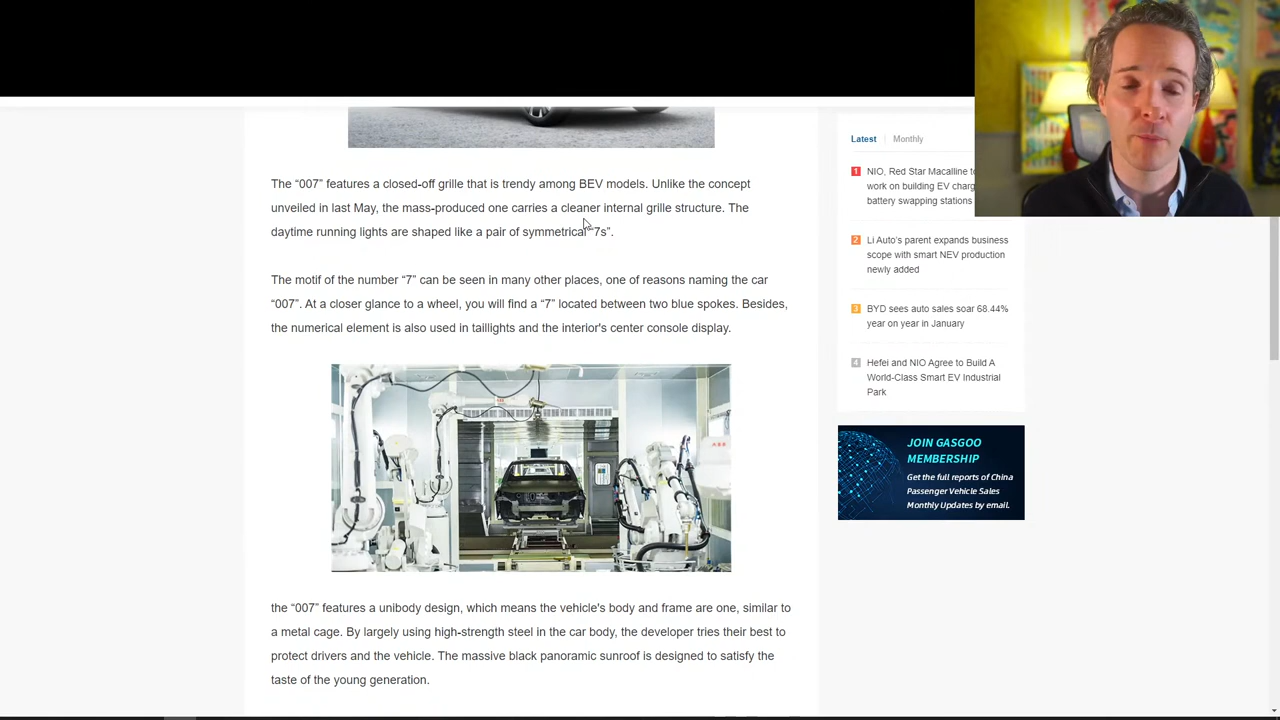 The “007” features a closed-off grille that is trendy among BEV models. Unlike the concept
unveiled in last May, the mass-produced one carries a cleaner internal grille structure. The
daytime running lights are shaped like a pair of symmetrical “7s”.
The motif of the number “7” can be seen in many other places, one of reasons naming the car
“007”. At a closer glance to a wheel, you will find a “7” located between two blue spokes. Besides,
the numerical element is also used in taillights and the interior's center console display.
the “007” features a unibody design, which means the vehicle's body and frame are one, similar to
a metal cage. By largely using high-strength steel in the car body, the developer tries their best to
protect drivers and the vehicle. The massive black panoramic sunroof is designed to satisfy the
taste of the young generation.
Latest Monthly
1 NIO, Red Star Macalline to
work on building EV charg
battery swapping stations
2 Li Auto's parent expands business
scope with smart NEV production
newly added
3 BYD sees auto sales soar 68.44%
year on year in January
4 Hefei and NIO Agree to Build A
World-Class Smart EV Industrial
Park
JOIN GASGOO
MEMBERSHIP
Get the full reports of China
Passenger Vehicle Sales
Monthly Updates by email.